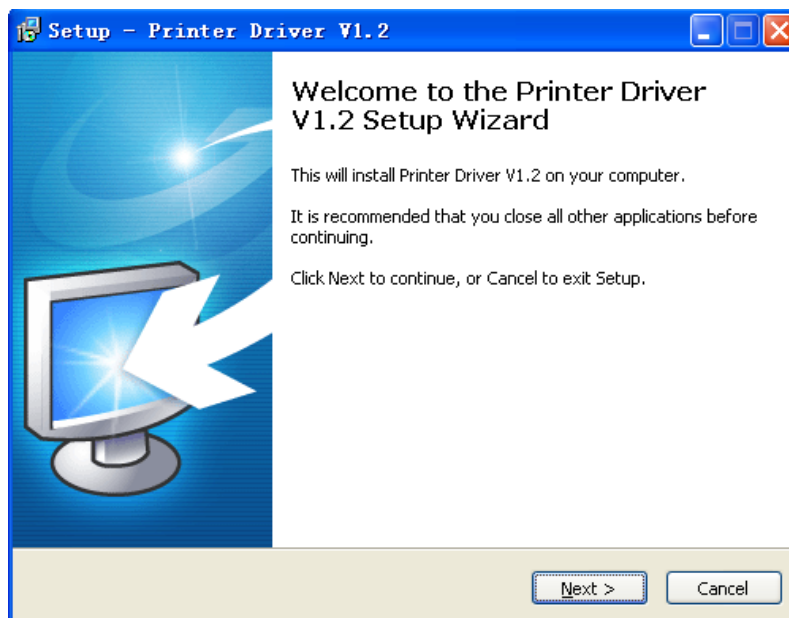 Setup - Printer Driver V1.2
Welcome to the Printer Driver
V1.2 Setup Wizard
This will install Printer Driver V1.2 on your computer.
It is recommended that you close all other applications before
continuing.
Click Next to continue, or Cancel to exit Setup.
Next >
Cancel